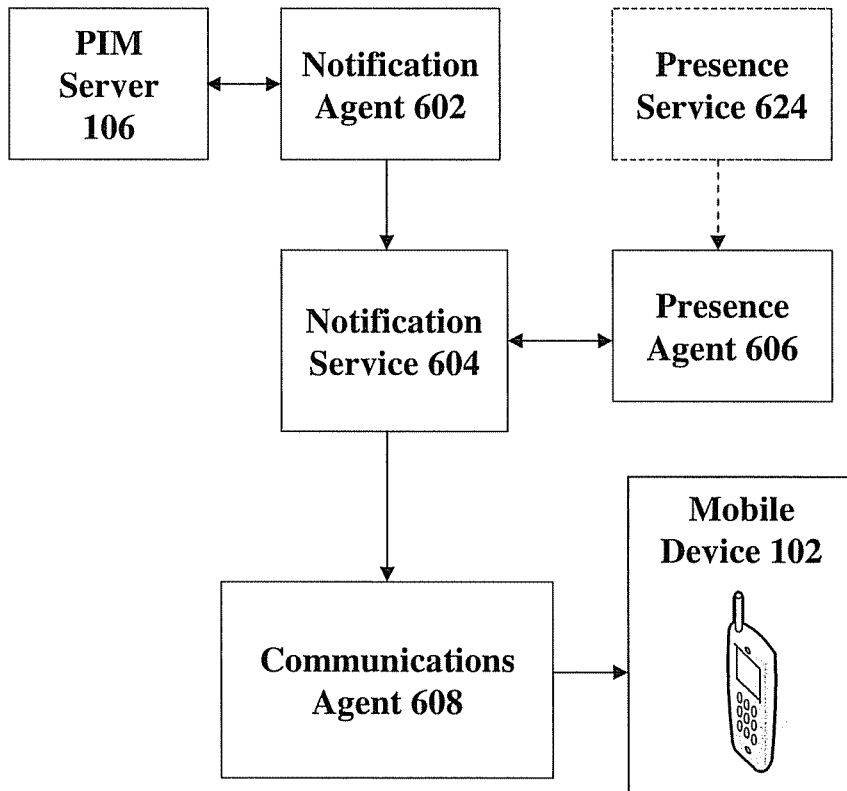 PIM
Server
106
Notification
Agent 602
Presence
Service 624
Notification
Service 604
Presence
Agent 606
Mobile
Device 102
Communications
Agent 608